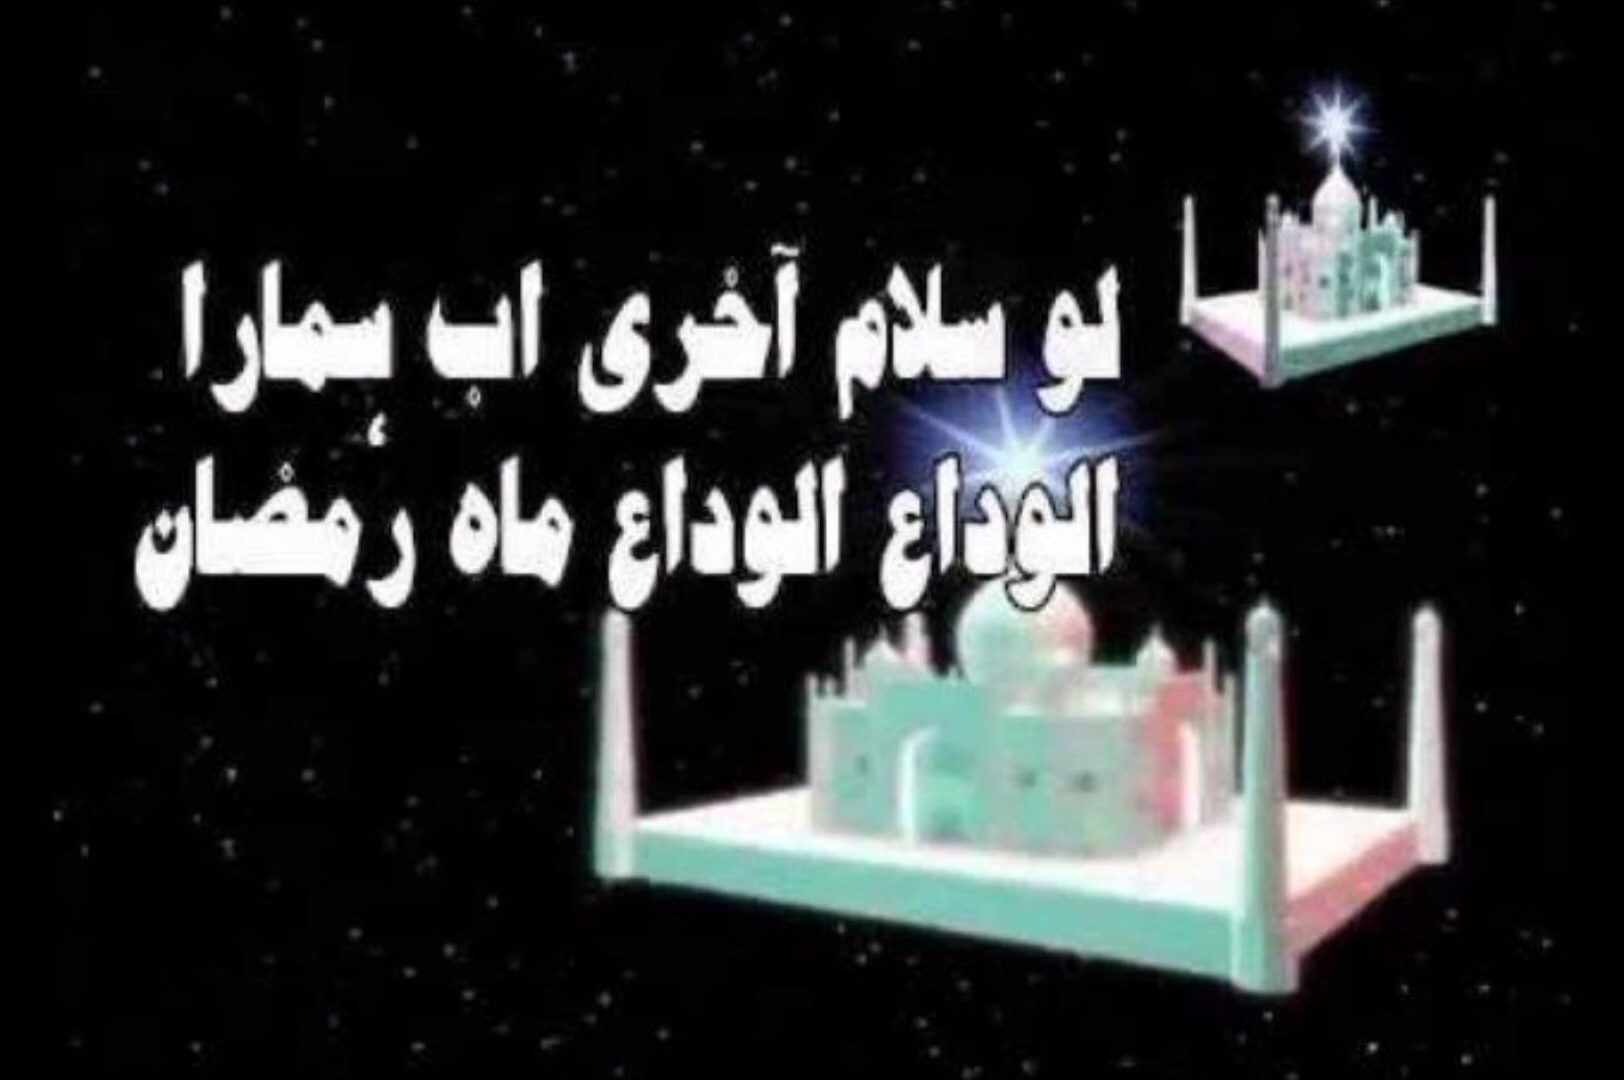 لو سلام آخری اب ہمارا
الوداع الوداع ماہ رمضان